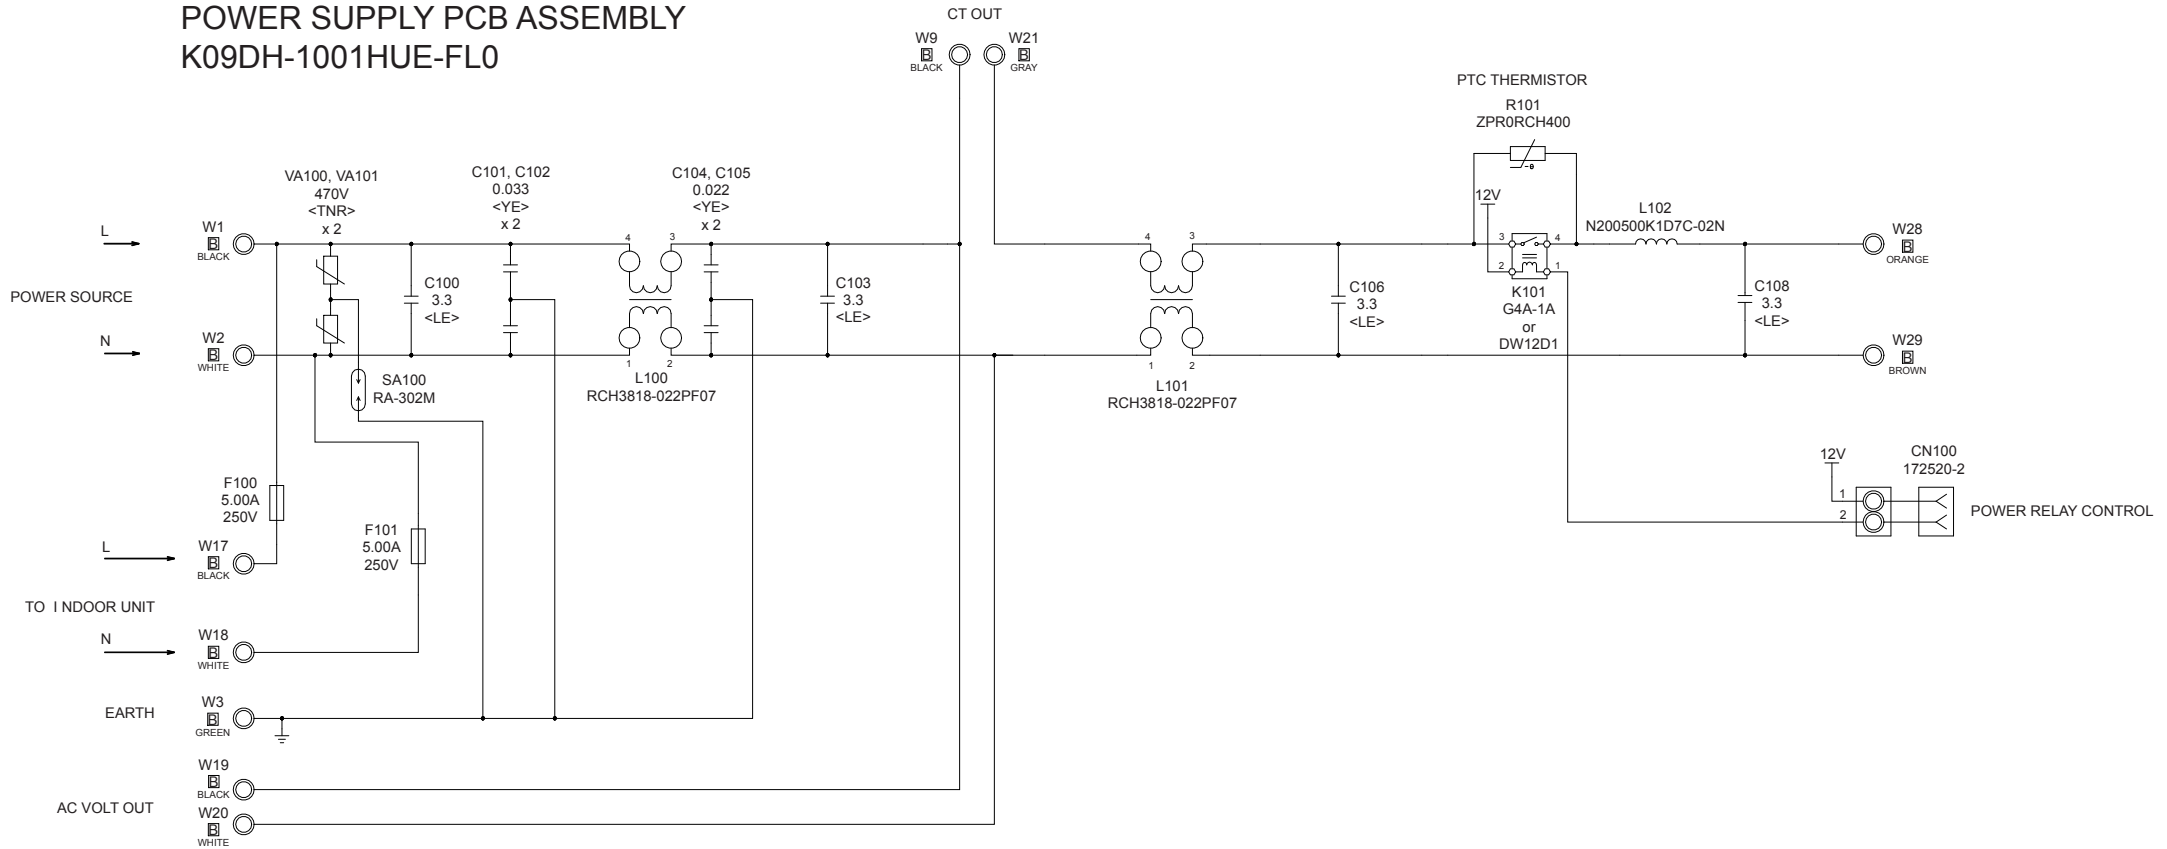 POWER SUPPLY PCB ASSEMBLY
K09DH-1001HUE-FL0
CT OUT
W9
B
BLACK
W21
B
GRAY
PTC THERMISTOR
R101
ZPR0RCH400
-θ
VA100, VA101
470V
<TNR>
x 2
C101, C102
0.033
<YE>
x 2
C104, C105
0.022
<YE>
x 2
12V
L102
N200500K1D7C-02N
L
W1
B
BLACK
4
3
4
3
3
4
2
1
W28
B
ORANGE
POWER SOURCE
C100
3.3
<LE>
C103
3.3
<LE>
C106
3.3
<LE>
K101
G4A-1A
or
DW12D1
C108
3.3
<LE>
N
W2
B
WHITE
1
2
1
2
W29
B
BROWN
SA100
RA-302M
L100
RCH3818-022PF07
L101
RCH3818-022PF07
F100
5.00A
250V
F101
5.00A
250V
12V
1
2
CN100
172520-2
POWER RELAY CONTROL
L
W17
B
BLACK
TO I NDOOR UNIT
N
W18
B
WHITE
EARTH
W3
B
GREEN
W19
B
BLACK
AC VOLT OUT
W20
B
WHITE